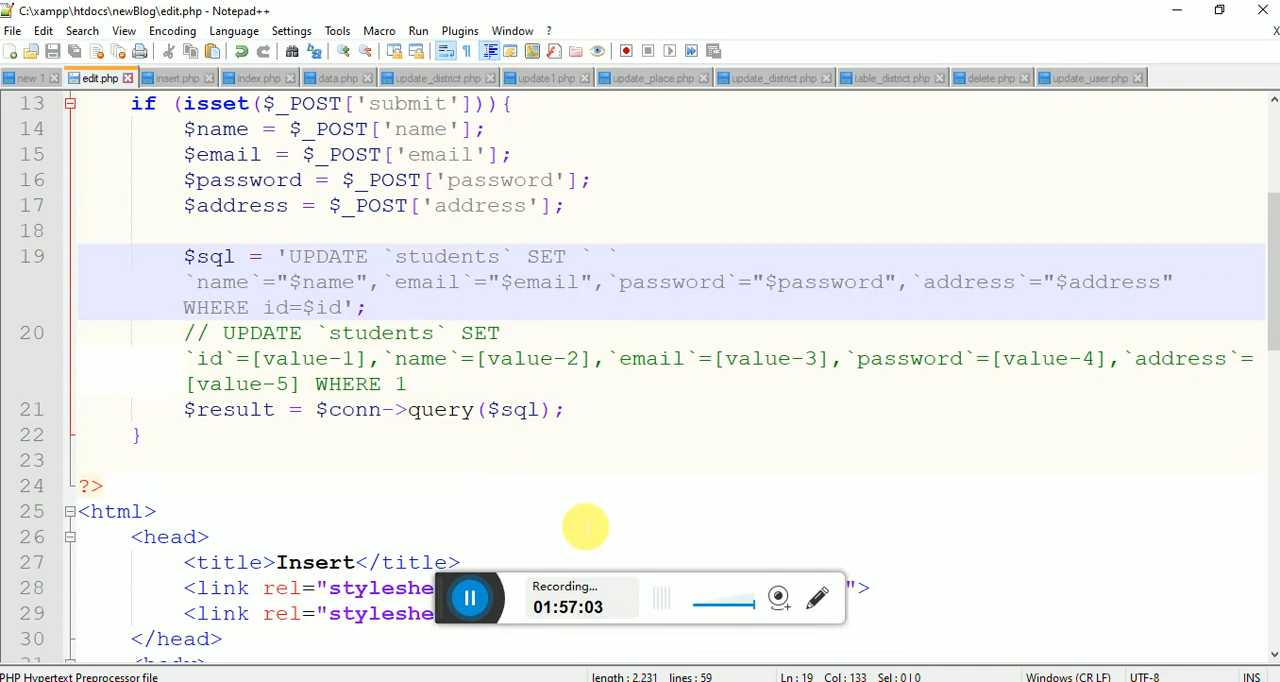 C:\xampp\htdocs\newBlog\edit.php - Notepad++
File Edit Search View Encoding Language Settings Tools Macro Run Plugins Window ? X
new 1 edit.php insert.php index.php data.php update_district.php update1.php update_place.php update_district.php table_district.php delete.php update_user.php
13 if (isset($_POST['submit'])){
14 $name = $_POST['name'];
15 $email = $_POST['email'];
16 $password = $_POST['password'];
17 $address = $_POST['address'];
18
19 $sql = 'UPDATE `students` SET ` `
`name`="$name",`email`="$email",`password`="$password",`address`="$address"
WHERE id=$id';
20 // UPDATE `students` SET
`id`=[value-1],`name`=[value-2],`email`=[value-3],`password`=[value-4],`address`=
[value-5] WHERE 1
21 $result = $conn->query($sql);
22 }
23
24 ?>
25 <html>
26 <head>
27 <title>Insert</title>
28 <link rel="styleshe ">
29 <link rel="styleshe
30 </head>
Recording...
01:57:03
PHP Hypertext Preprocessor file length : 2,231 lines : 59 Ln : 19 Col : 133 Sel : 0 | 0 Windows (CR LF) UTF-8 INS